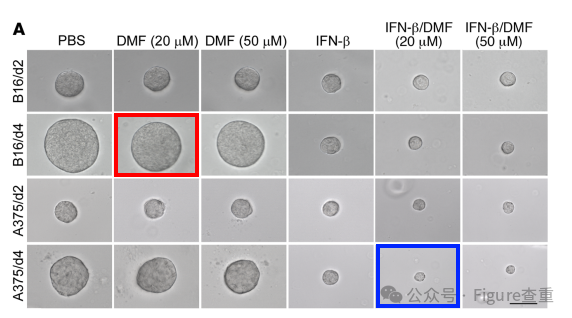 A
PBS DMF (20 μM) DMF (50 μM) IFN-β IFN-β/DMF (20 μM) IFN-β/DMF (50 μM)
B16/d2
B16/d4
A375/d2
A375/d4
公众号 · Figure查重